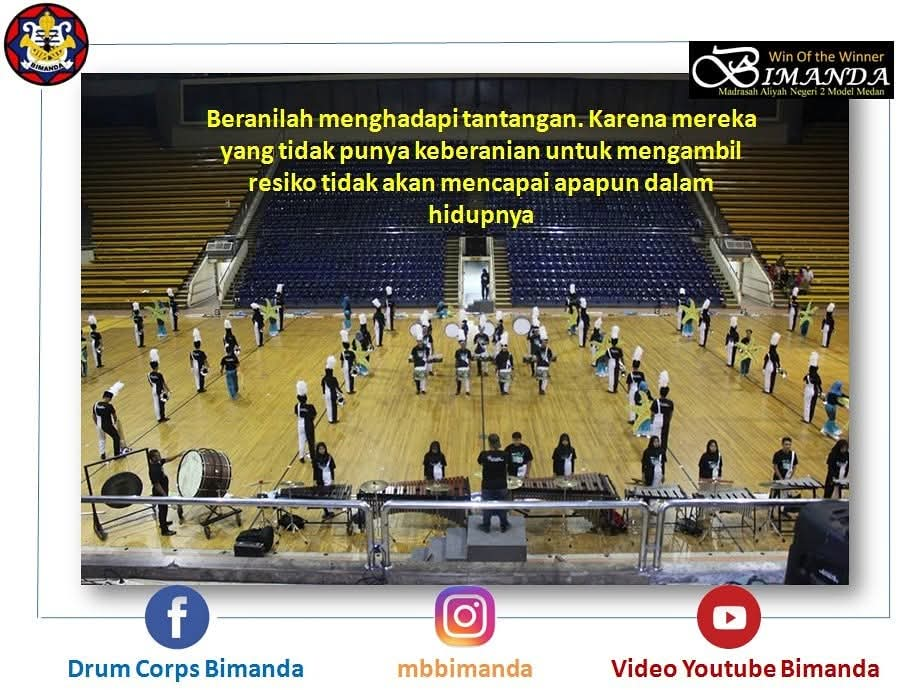 BIMANDA
Win Of the Winner
BIMANDA
Madrasah Aliyah Negeri 2 Model Medan
Beranilah menghadapi tantangan. Karena mereka
yang tidak punya keberanian untuk mengambil
resiko tidak akan mencapai apapun dalam
hidupnya
Drum Corps Bimanda
mbbimanda
Video Youtube Bimanda